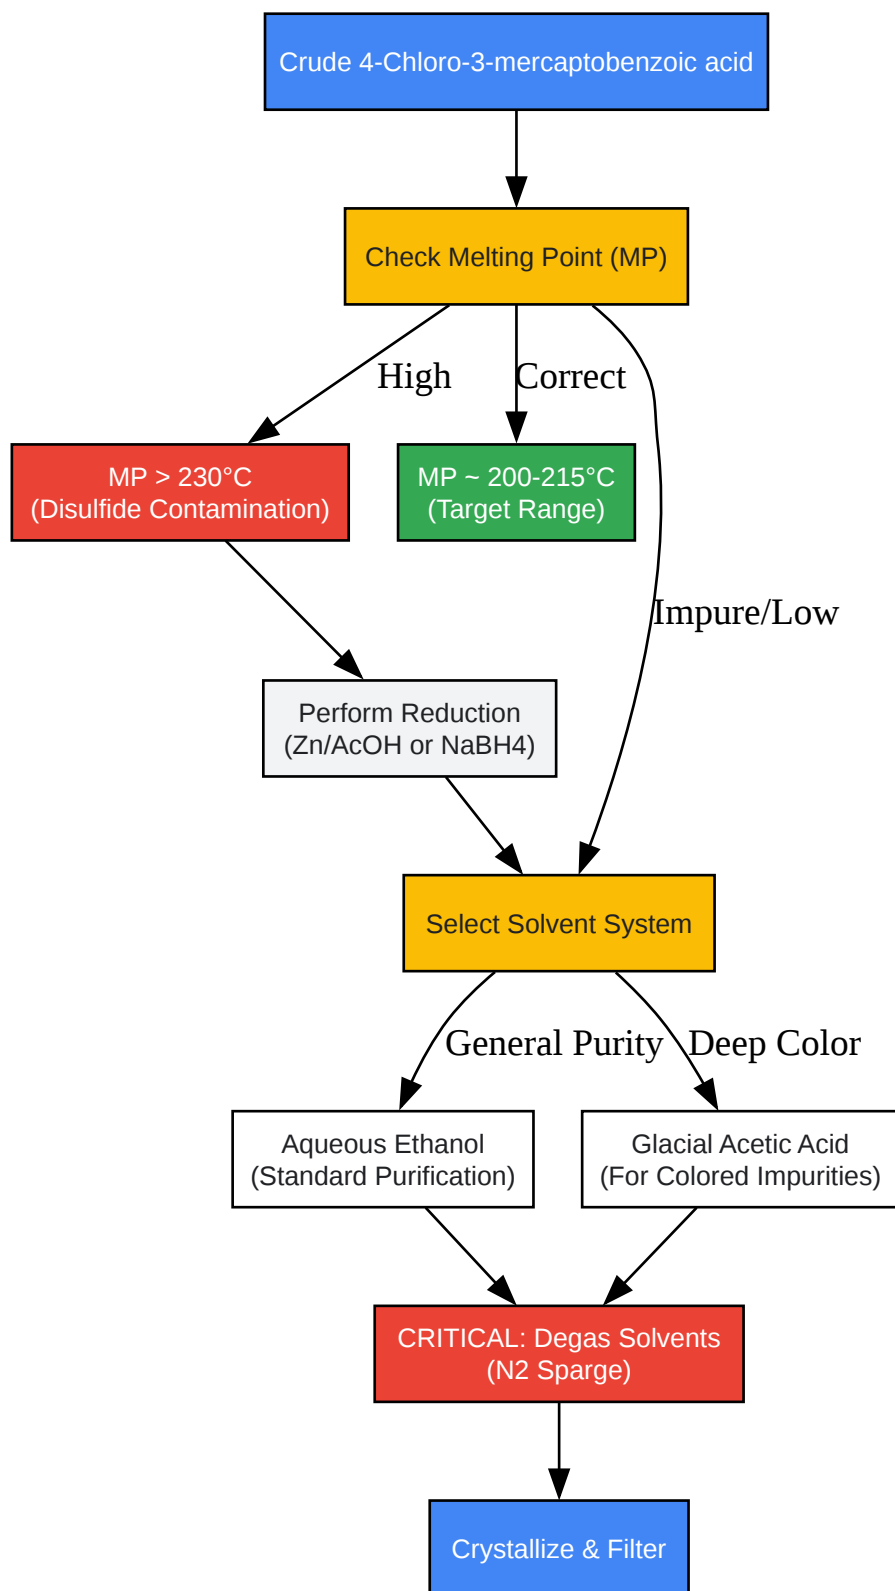 Crude 4-Chloro-3-mercaptobenzoic acid
Check Melting Point (MP)
High
Correct
MP > 230°C
(Disulfide Contamination)
MP ~ 200-215°C
(Target Range)
Impure/Low
Perform Reduction
(Zn/AcOH or NaBH4)
Select Solvent System
General Purity
Deep Color
Aqueous Ethanol
(Standard Purification)
Glacial Acetic Acid
(For Colored Impurities)
CRITICAL: Degas Solvents
(N2 Sparge)
Crystallize & Filter